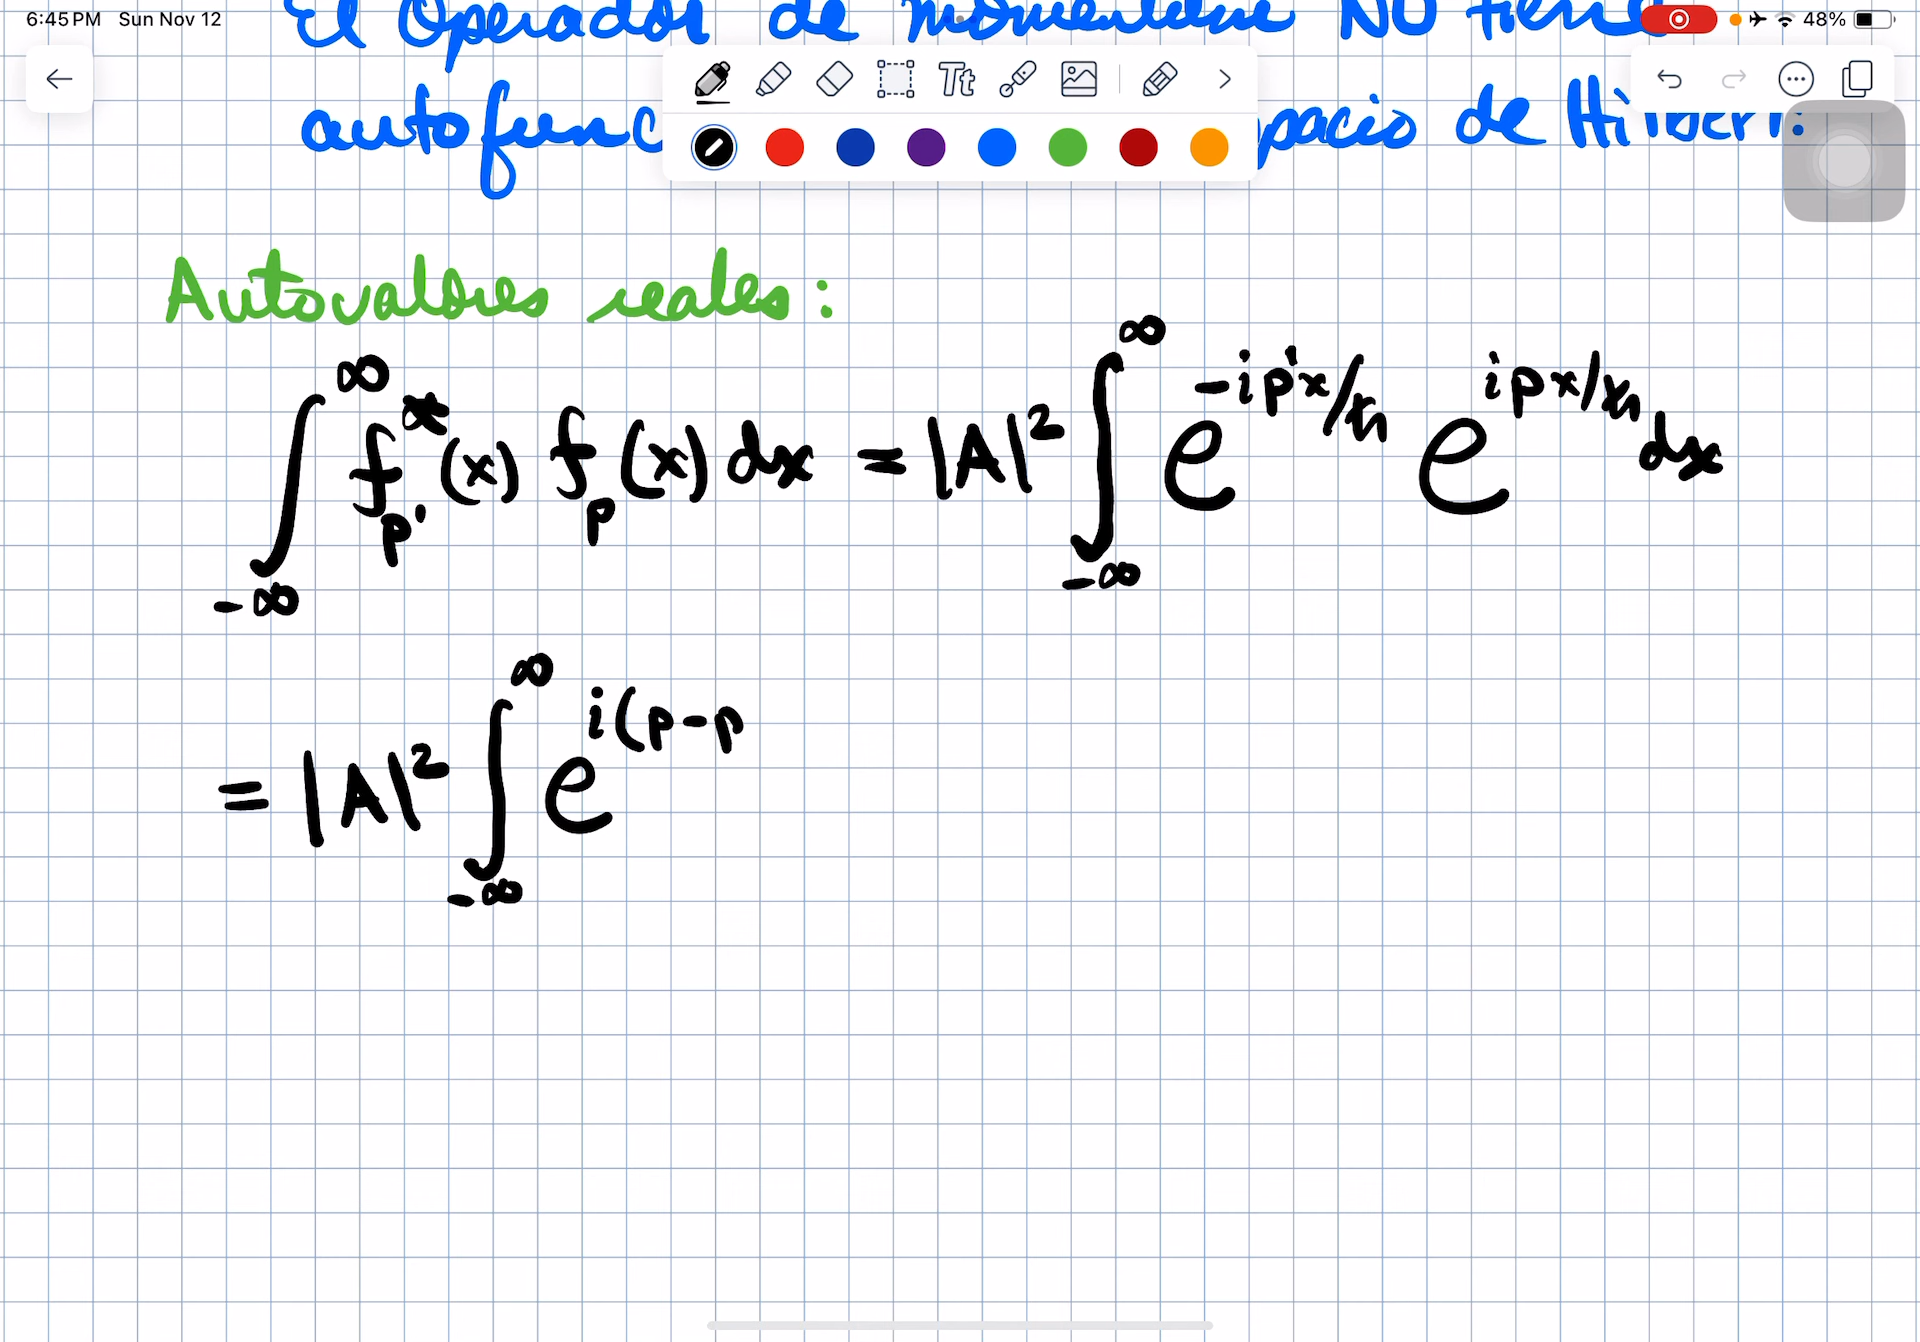 6:45 PM Sun Nov 12
48%
El Operador de momentum NO tiene
Tt
autofunc pacio de Hilbert.
Autovalores reales:
∫_{-∞}^{∞} f*_{p'}(x) f_p(x) dx = |A|² ∫_{-∞}^{∞} e^{-ip'x/ħ} e^{ipx/ħ} dx
= |A|² ∫_{-∞}^{∞} e^{i(p-p}